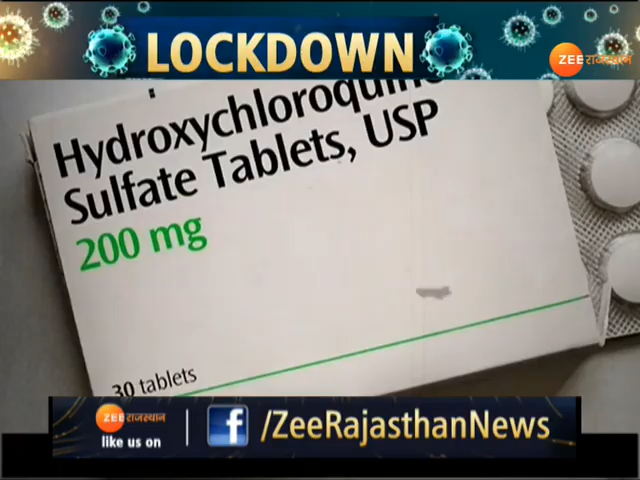 LOCKDOWN
ZEE राजस्थान
Hydroxychloroquine
Sulfate Tablets, USP
200 mg
30 tablets
ZEE राजस्थान
like us on
f /ZeeRajasthanNews